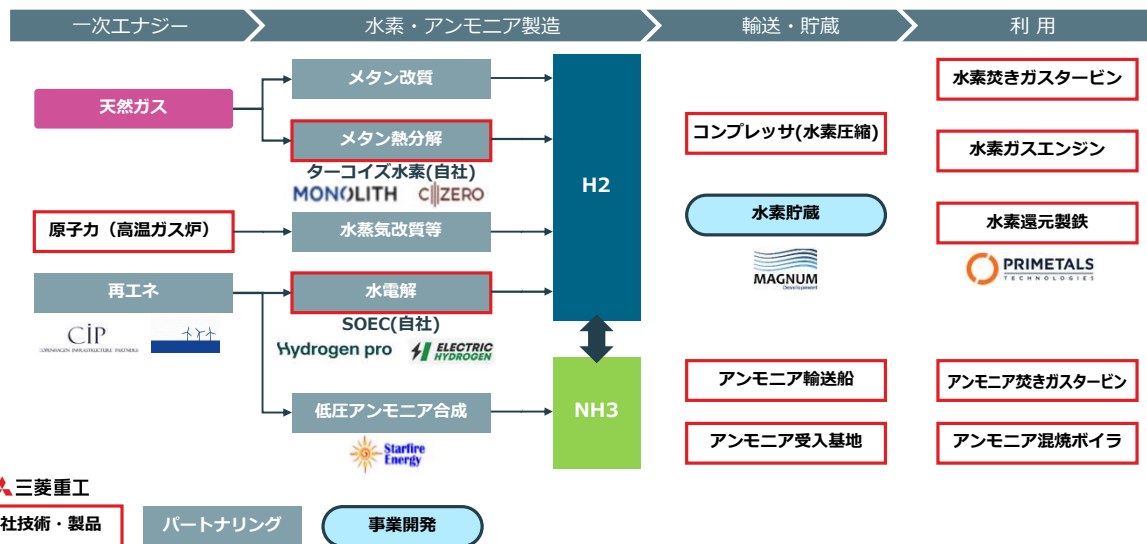 一次エナジー
水素・アンモニア製造
輸送・貯蔵
利 用
天然ガス
メタン改質
メタン熱分解
ターコイズ水素(自社)
MONOLITH
C|||ZERO
原子力（高温ガス炉）
水蒸気改質等
再エネ
CIP
COPENHAGEN INFRASTRUCTURE PARTNERS
水電解
SOEC(自社)
Hydrogen pro
ELECTRIC
HYDROGEN
低圧アンモニア合成
Starfire
Energy
H2
NH3
コンプレッサ(水素圧縮)
水素貯蔵
MAGNUM
Development
アンモニア輸送船
アンモニア受入基地
水素焚きガスタービン
水素ガスエンジン
水素還元製鉄
PRIMETALS
TECHNOLOGIES
アンモニア焚きガスタービン
アンモニア混焼ボイラ
三菱重工
社技術・製品
パートナリング
事業開発